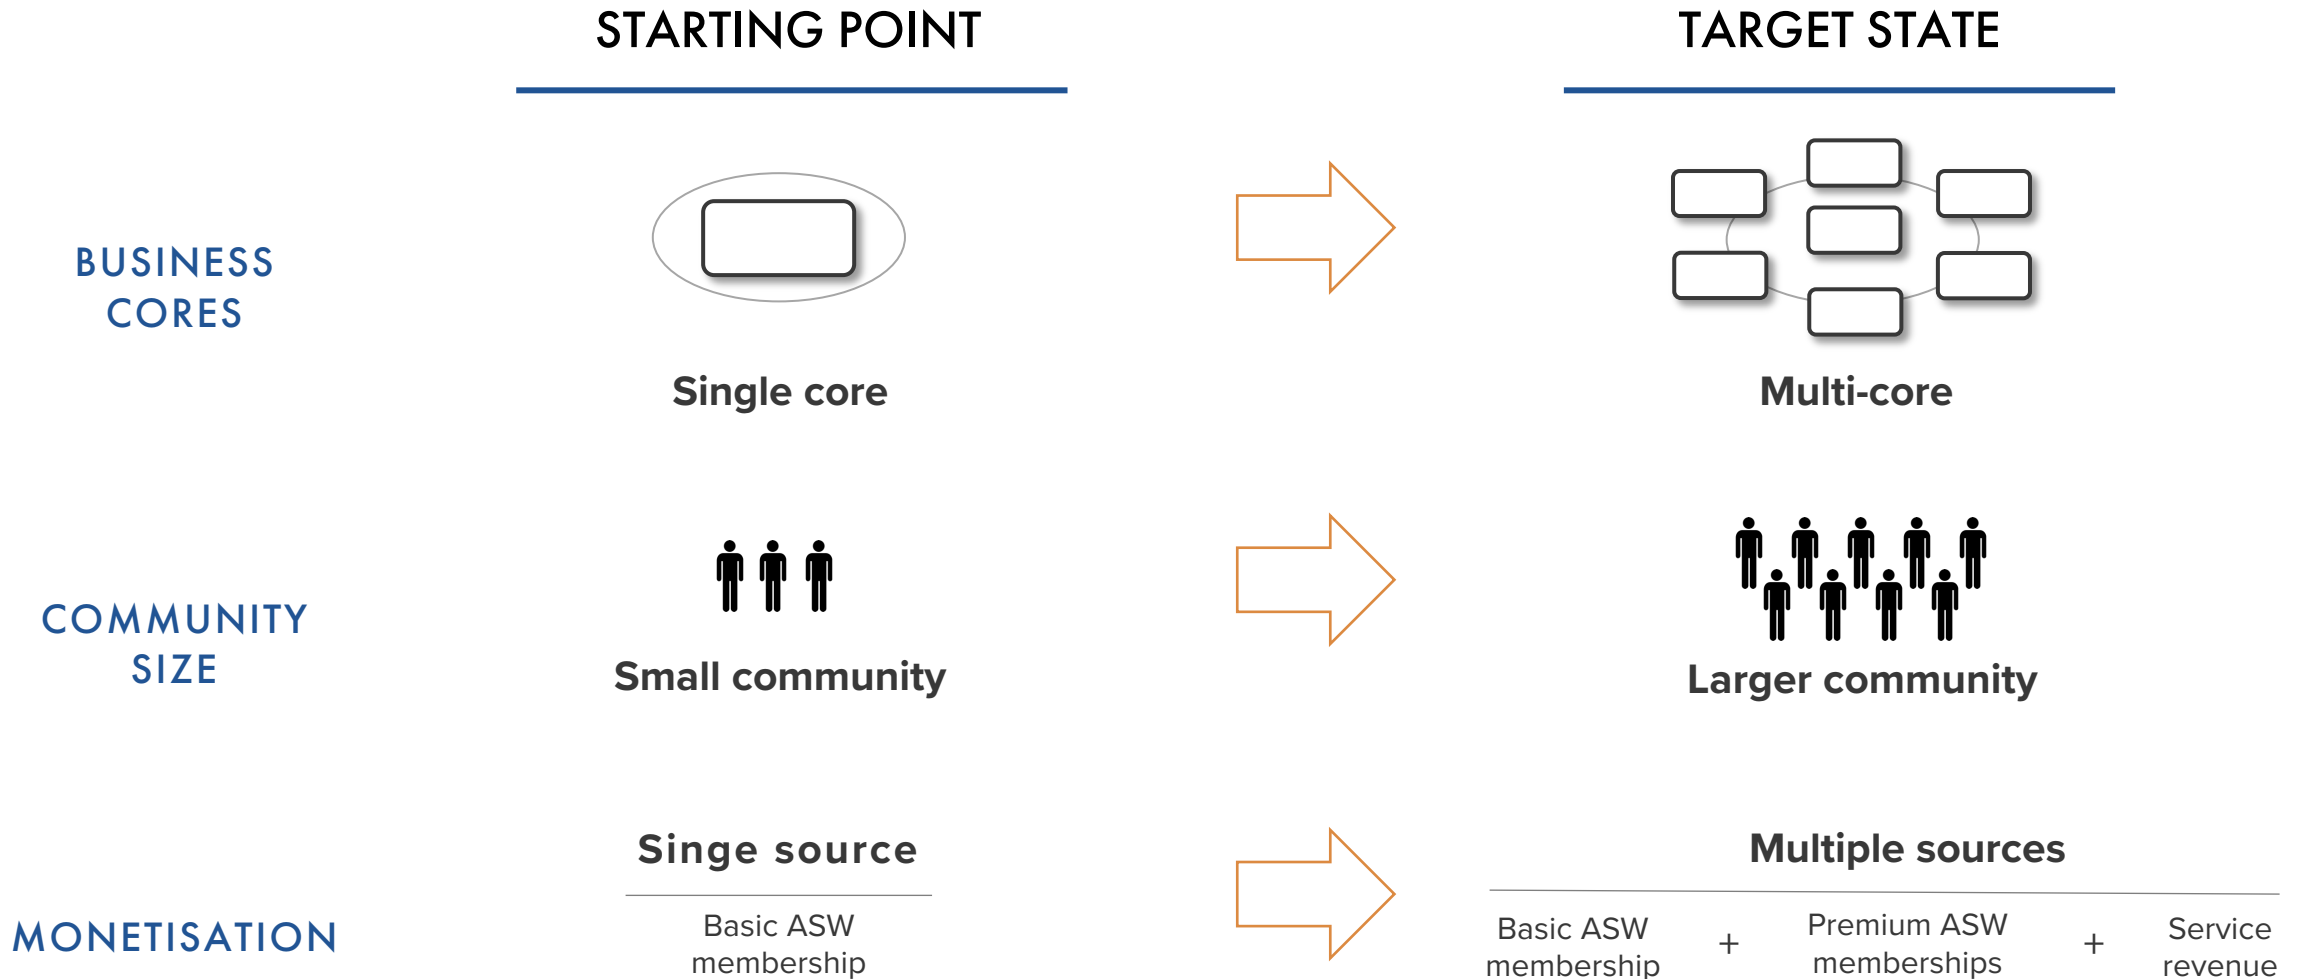 STARTING POINT
TARGET STATE
BUSINESS
CORES
Single core
Multi-core
COMMUNITY
SIZE
Small community
Larger community
MONETISATION
Singe source
Basic ASW
membership
Multiple sources
Basic ASW
membership
+
Premium ASW
memberships
+
Service
revenue